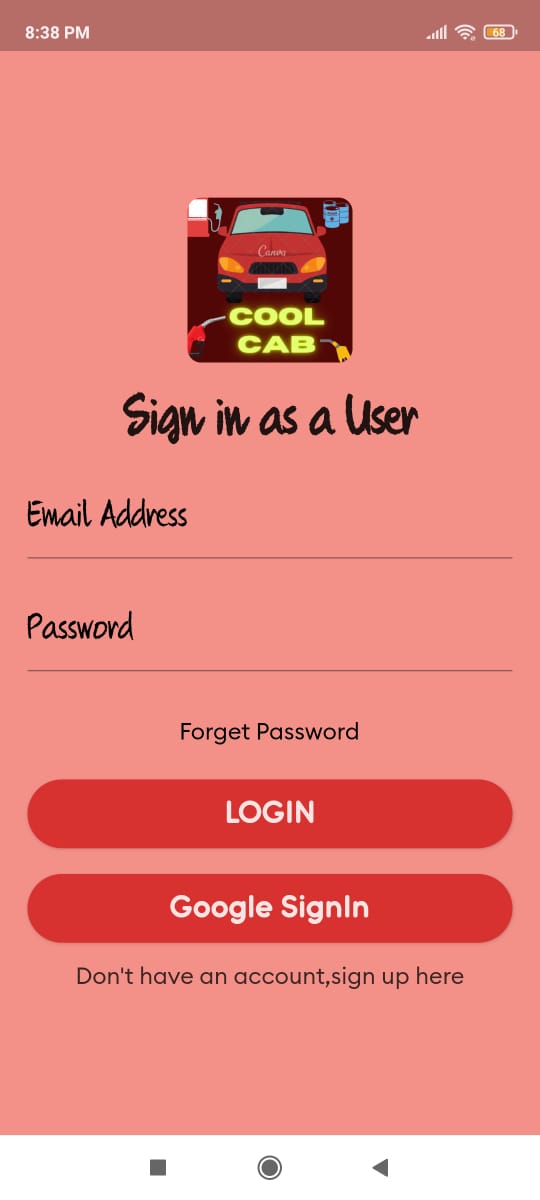 8:38 PM
68
Canva
COOL
CAB
Sign in as a User
Email Address
Password
Forget Password
LOGIN
Google SignIn
Don't have an account,sign up here